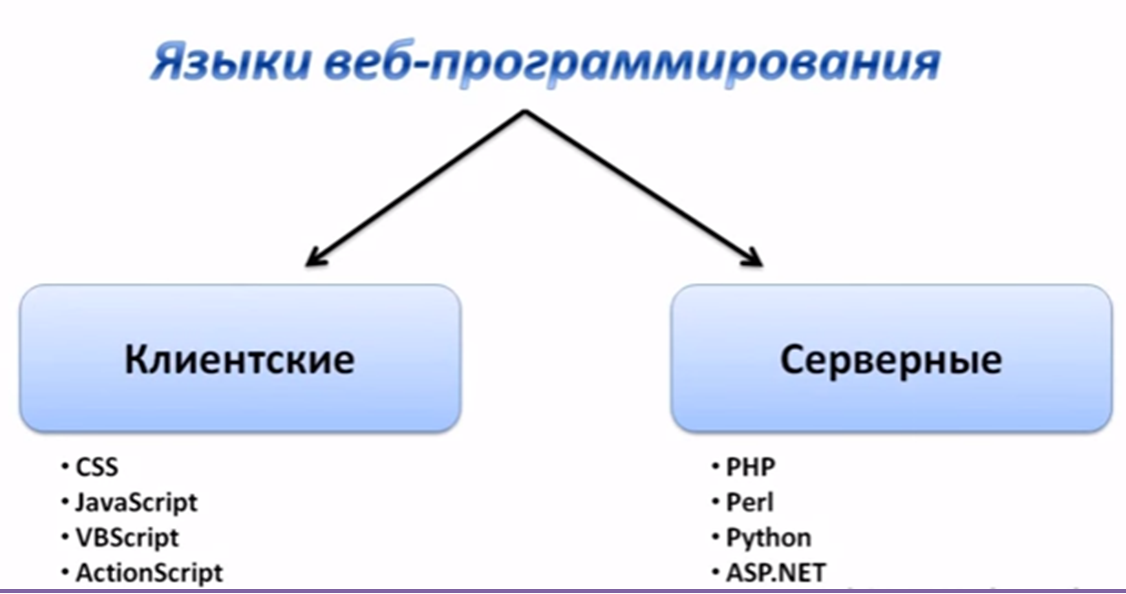 Языки веб-программирования
Клиентские
• CSS
• JavaScript
• VBScript
• ActionScript
Серверные
• PHP
• Perl
• Python
• ASP.NET